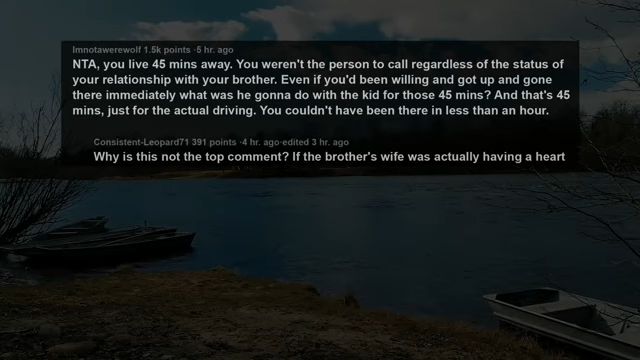 Imnotawerewolf 1.5k points ·5 hr. ago
NTA, you live 45 mins away. You weren't the person to call regardless of the status of
your relationship with your brother. Even if you'd been willing and got up and gone
there immediately what was he gonna do with the kid for those 45 mins? And that's 45
mins, just for the actual driving. You couldn't have been there in less than an hour.
Consistent-Leopard71 391 points ·4 hr. ago·edited 3 hr. ago
Why is this not the top comment? If the brother's wife was actually having a heart